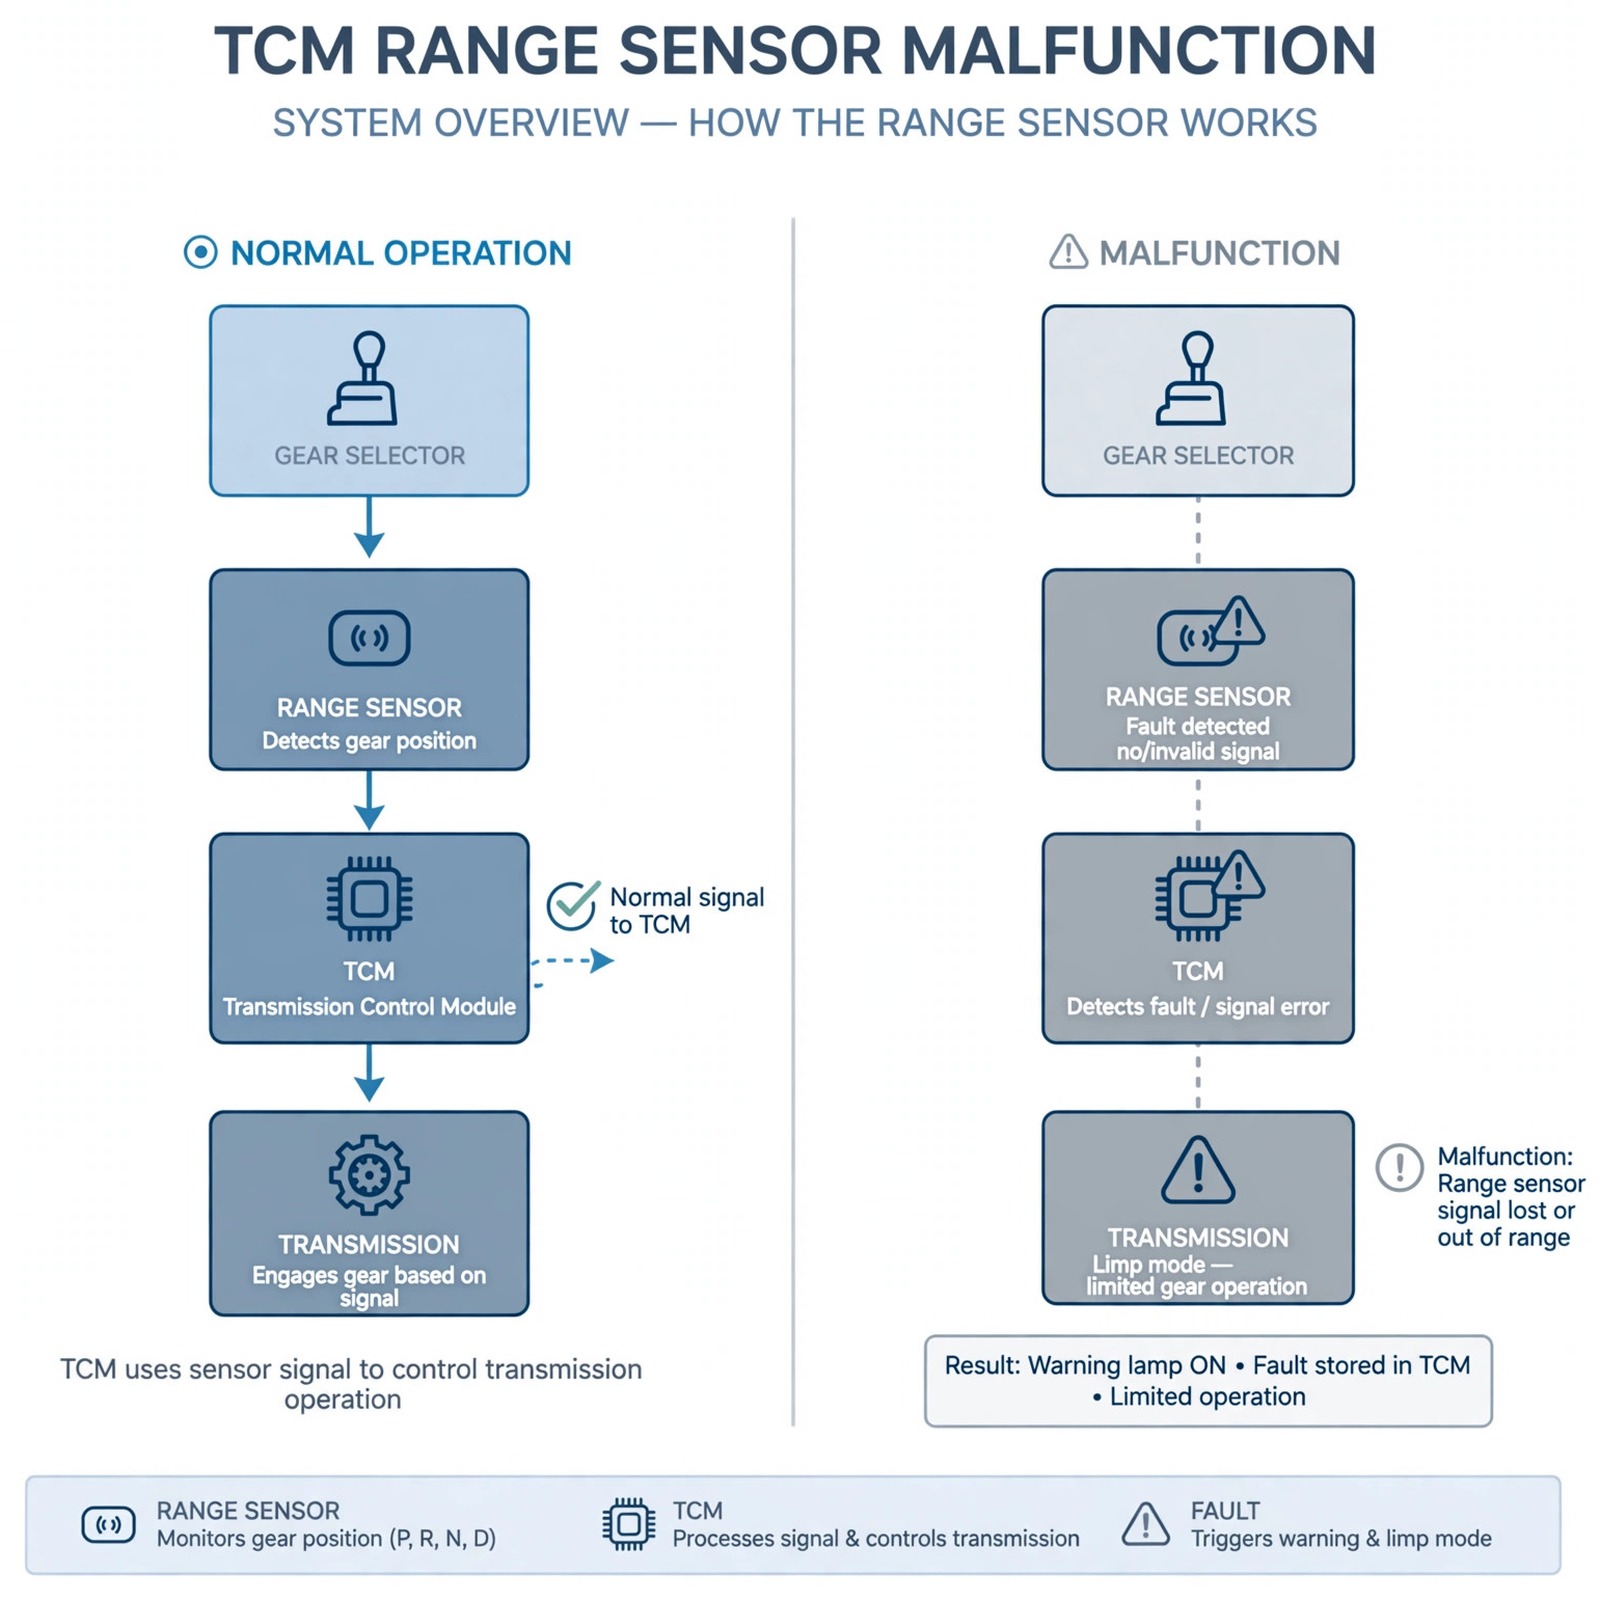 TCM RANGE SENSOR MALFUNCTION
SYSTEM OVERVIEW — HOW THE RANGE SENSOR WORKS
NORMAL OPERATION
GEAR SELECTOR
RANGE SENSOR
Detects gear position
TCM
Transmission Control Module
Normal signal
to TCM
TRANSMISSION
Engages gear based on
signal
TCM uses sensor signal to control transmission
operation
MALFUNCTION
GEAR SELECTOR
RANGE SENSOR
Fault detected
no/invalid signal
TCM
Detects fault / signal error
TRANSMISSION
Limp mode —
limited gear operation
Malfunction:
Range sensor
signal lost or
out of range
Result: Warning lamp ON • Fault stored in TCM
• Limited operation
RANGE SENSOR
Monitors gear position (P, R, N, D)
TCM
Processes signal & controls transmission
FAULT
Triggers warning & limp mode